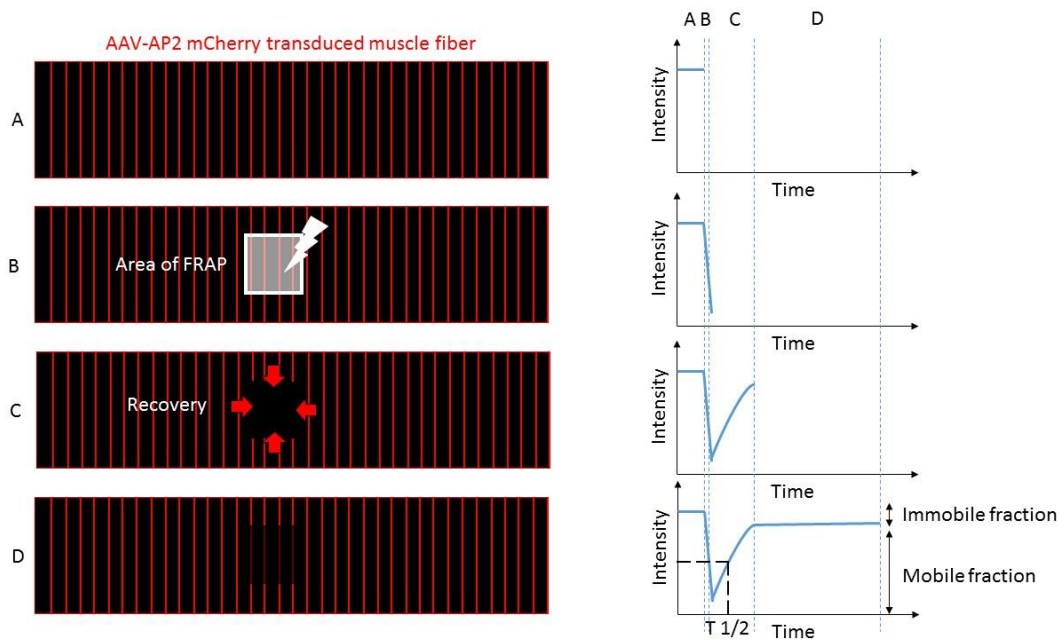 AAV-AP2 mCherry transduced muscle fiber
A
B
Area of FRAP
C
Recovery
D
A B C D
Intensity
Time
Intensity
Time
Intensity
Time
Intensity
Immobile fraction
Mobile fraction
T 1/2
Time